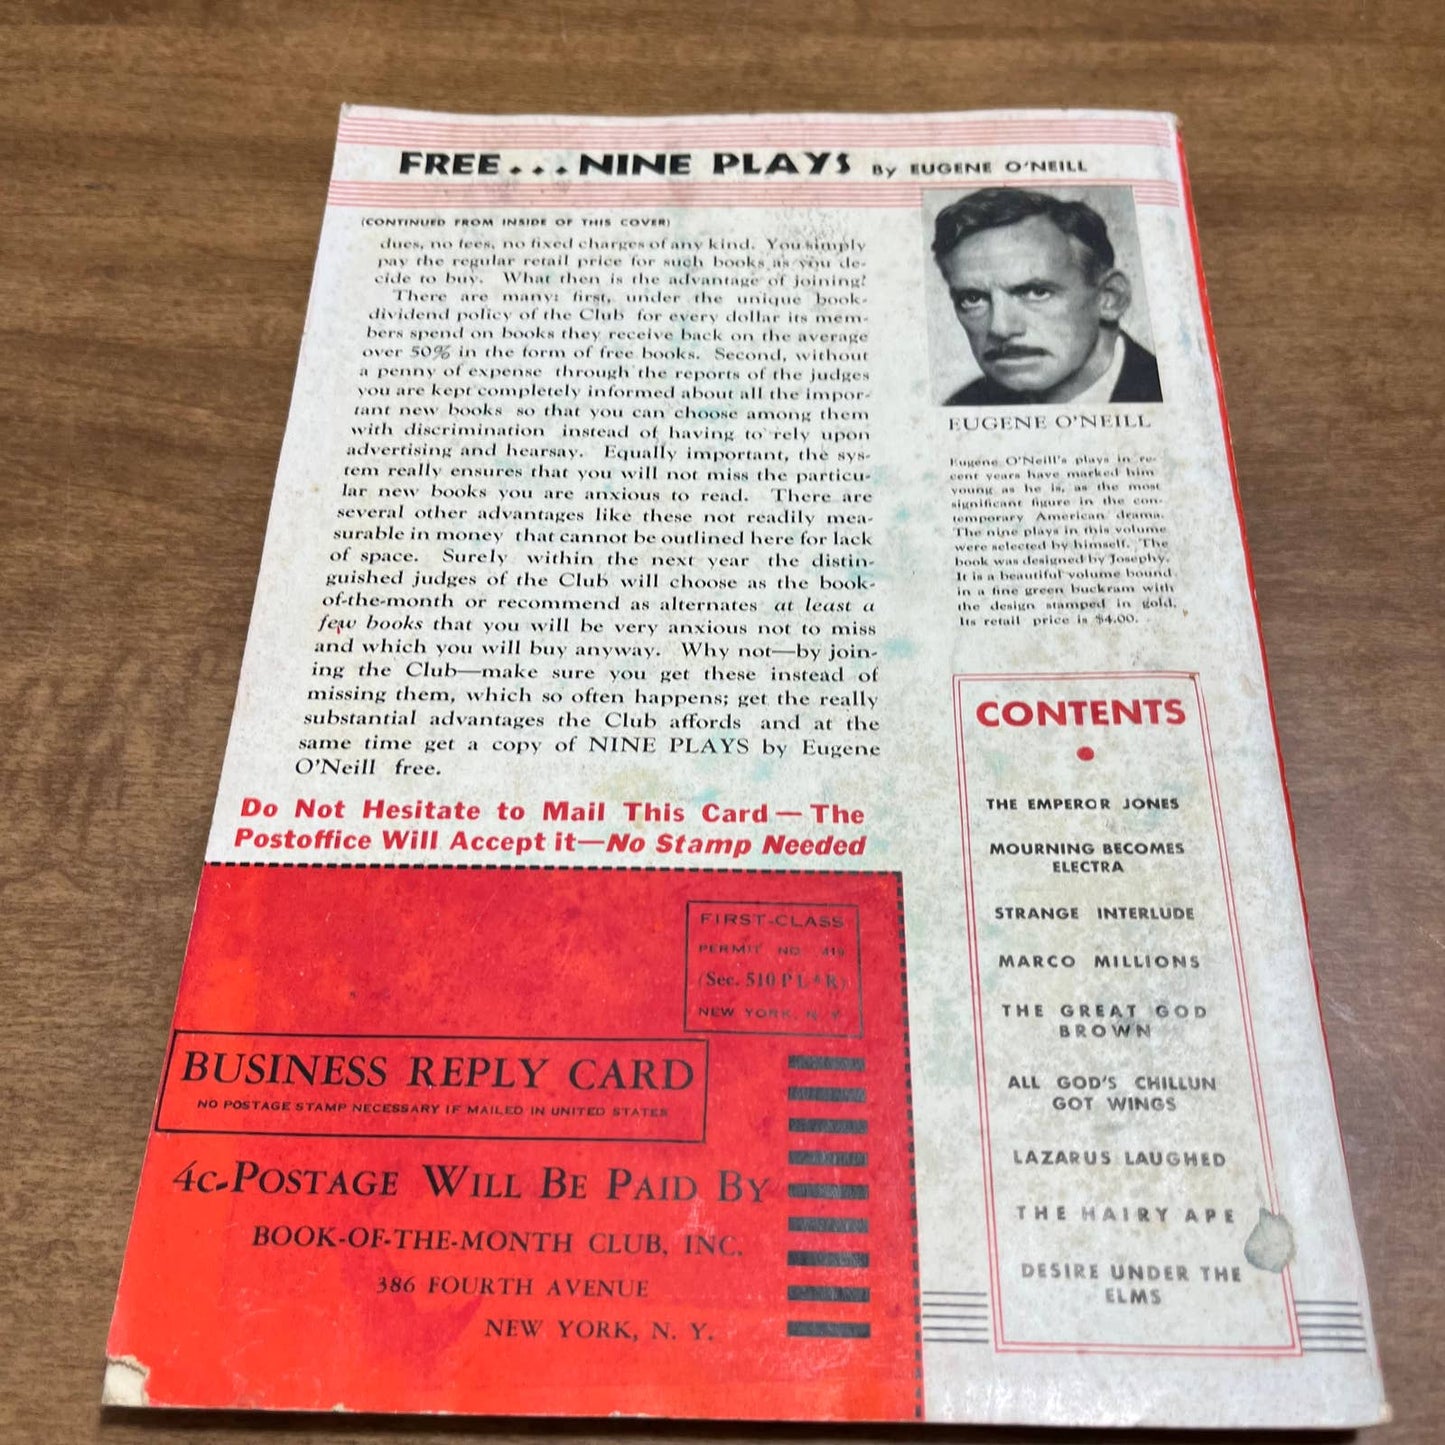 FREE...NINE PLAYS By EUGENE O'NEILL
(CONTINUED FROM INSIDE OF THIS COVER)
dues, no fees, no fixed charges of any kind. You simply
pay the regular retail price for such books as you de-
cide to buy. What then is the advantage of joining?
There are many: first, under the unique book-
dividend policy of the Club for every dollar its mem-
bers spend on books they receive back on the average
over 50% in the form of free books. Second, without
a penny of expense through the reports of the judges
you are kept completely informed about all the impor-
tant new books so that you can choose among them
with discrimination instead of having to rely upon
advertising and hearsay. Equally important, the sys-
tem really ensures that you will not miss the particu-
lar new books you are anxious to read. There are
several other advantages like these not readily mea-
surable in money that cannot be outlined here for lack
of space. Surely within the next year the distin-
guished judges of the Club will choose as the book-
of-the-month or recommend as alternates at least a
few books that you will be very anxious not to miss
and which you will buy anyway. Why not—by join-
ing the Club—make sure you get these instead of
missing them, which so often happens; get the really
substantial advantages the Club affords and at the
same time get a copy of NINE PLAYS by Eugene
O'Neill free.
Do Not Hesitate to Mail This Card—The
Postoffice Will Accept it—No Stamp Needed
FIRST-CLASS
PERMIT NO 419
(Sec. 510 P L & R)
NEW YORK, N. Y.
BUSINESS REPLY CARD
NO POSTAGE STAMP NECESSARY IF MAILED IN UNITED STATES
4c-POSTAGE WILL BE PAID BY
BOOK-OF-THE-MONTH CLUB, INC.
386 FOURTH AVENUE
NEW YORK, N. Y.
EUGENE O'NEILL
Eugene O'Neill's plays in re-
cent years have marked him
young as he is, as the most
significant figure in the con-
temporary American drama.
The nine plays in this volume
were selected by himself. The
book was designed by Josephy.
It is a beautiful volume bound
in a fine green buckram with
the design stamped in gold.
Its retail price is $4.00.
CONTENTS
THE EMPEROR JONES
MOURNING BECOMES
ELECTRA
STRANGE INTERLUDE
MARCO MILLIONS
THE GREAT GOD
BROWN
ALL GOD'S CHILLUN
GOT WINGS
LAZARUS LAUGHED
THE HAIRY APE
DESIRE UNDER THE
ELMS